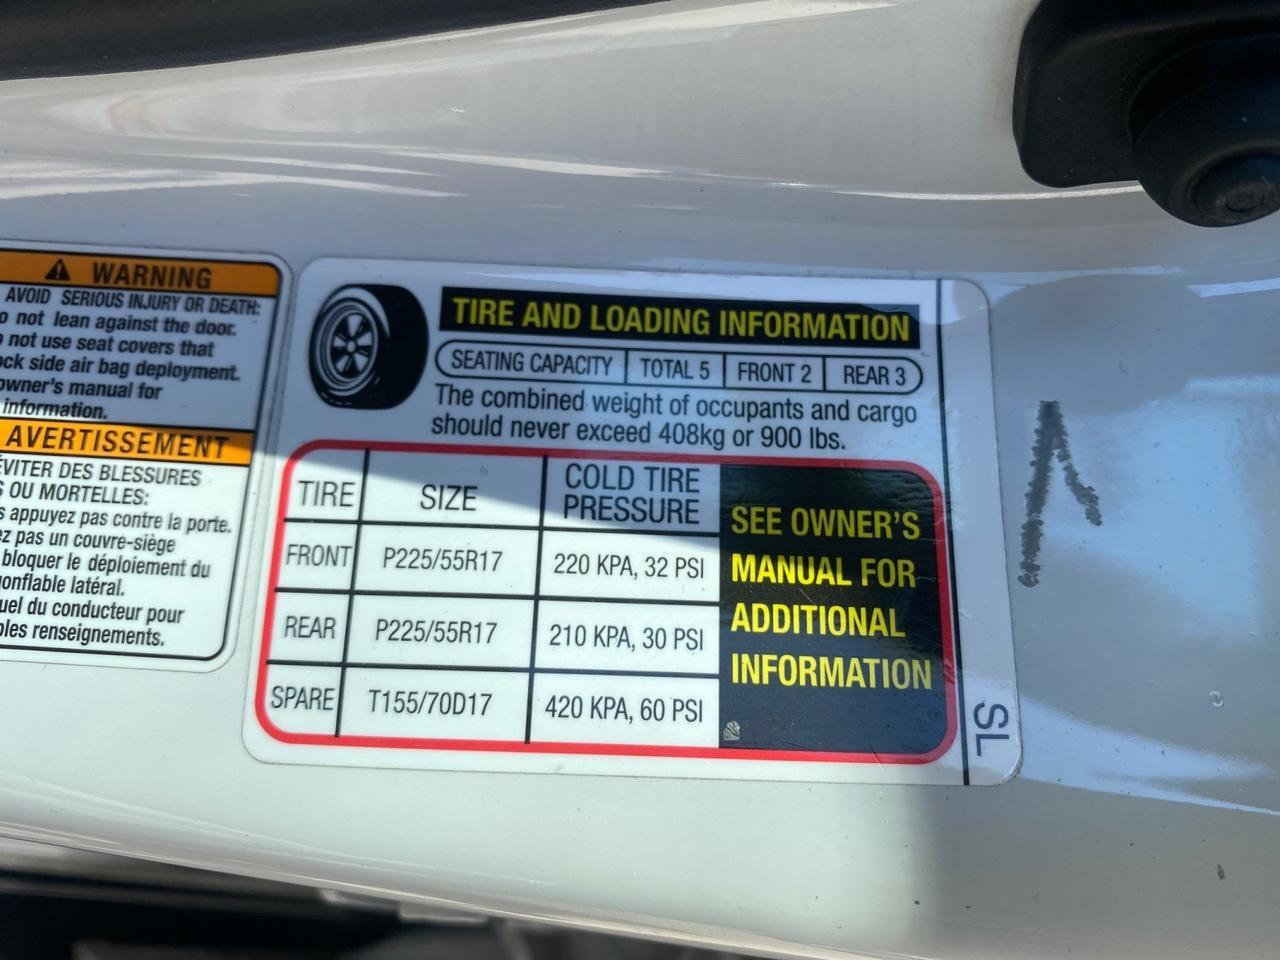 WARNING
AVOID SERIOUS INJURY OR DEATH:
not lean against the door.
not use seat covers that
side air bag deployment.
owner's manual for
information.
AVERTISSEMENT
DES BLESSURES
OU MORTELLES:
appuyez pas contre la porte.
pas un couvre-siège
bloquer le déploiement du
gonflable latéral.
du conducteur pour
renseignements.
TIRE AND LOADING INFORMATION
SEATING CAPACITY TOTAL 5 FRONT 2 REAR 3
The combined weight of occupants and cargo
should never exceed 408kg or 900 lbs.
TIRE SIZE COLD TIRE PRESSURE
FRONT P225/55R17 220 KPA, 32 PSI
REAR P225/55R17 210 KPA, 30 PSI
SPARE T155/70D17 420 KPA, 60 PSI
SEE OWNER'S
MANUAL FOR
ADDITIONAL
INFORMATION
SL